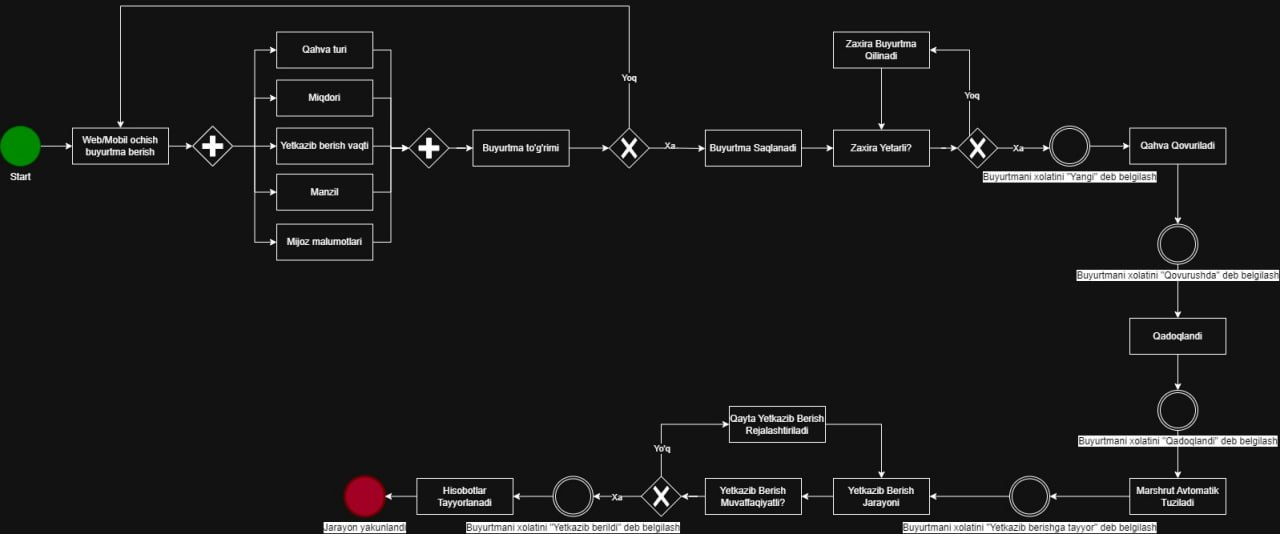 Start
Web/Mobil ochish
buyurtma berish
Qahva turi
Miqdori
Yetkazib berish vaqti
Manzil
Mijoz malumotlari
Buyurtma to'g'rimi
Yoq
Xa
Buyurtma Saqlanadi
Zaxira Buyurtma
Qilinadi
Zaxira Yetarli?
Yoq
Xa
Buyurtmani xolatini "Yangi" deb belgilash
Qahva Qovuriladi
Buyurtmani xolatini "Qovurushda" deb belgilash
Qadoqlandi
Buyurtmani xolatini "Qadoqlandi" deb belgilash
Marshrut Avtomatik
Tuziladi
Buyurtmani xolatini "Yetkazib berishga tayyor" deb belgilash
Yetkazib Berish
Jarayoni
Qayta Yetkazib Berish
Rejalashtiriladi
Yetkazib Berish
Muvaffaqiyatli?
Yo'q
Xa
Buyurtmani xolatini "Yetkazib berildi" deb belgilash
Hisobotlar
Tayyorlanadi
Jarayon yakunlandi